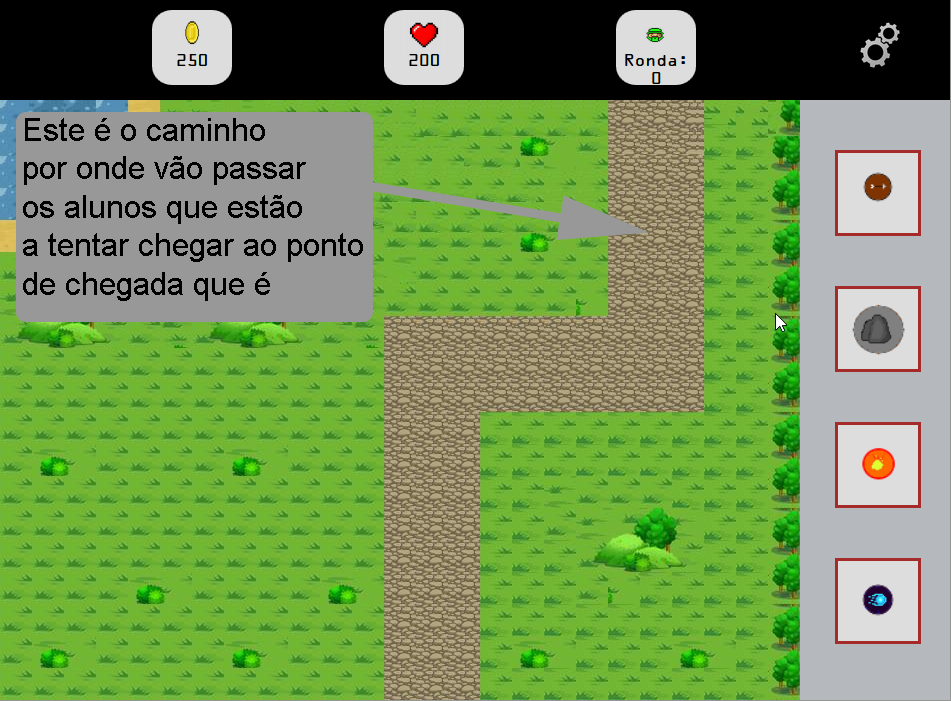 250
200
Ronda:
0
Este é o caminho
por onde vão passar
os alunos que estão
a tentar chegar ao ponto
de chegada que é